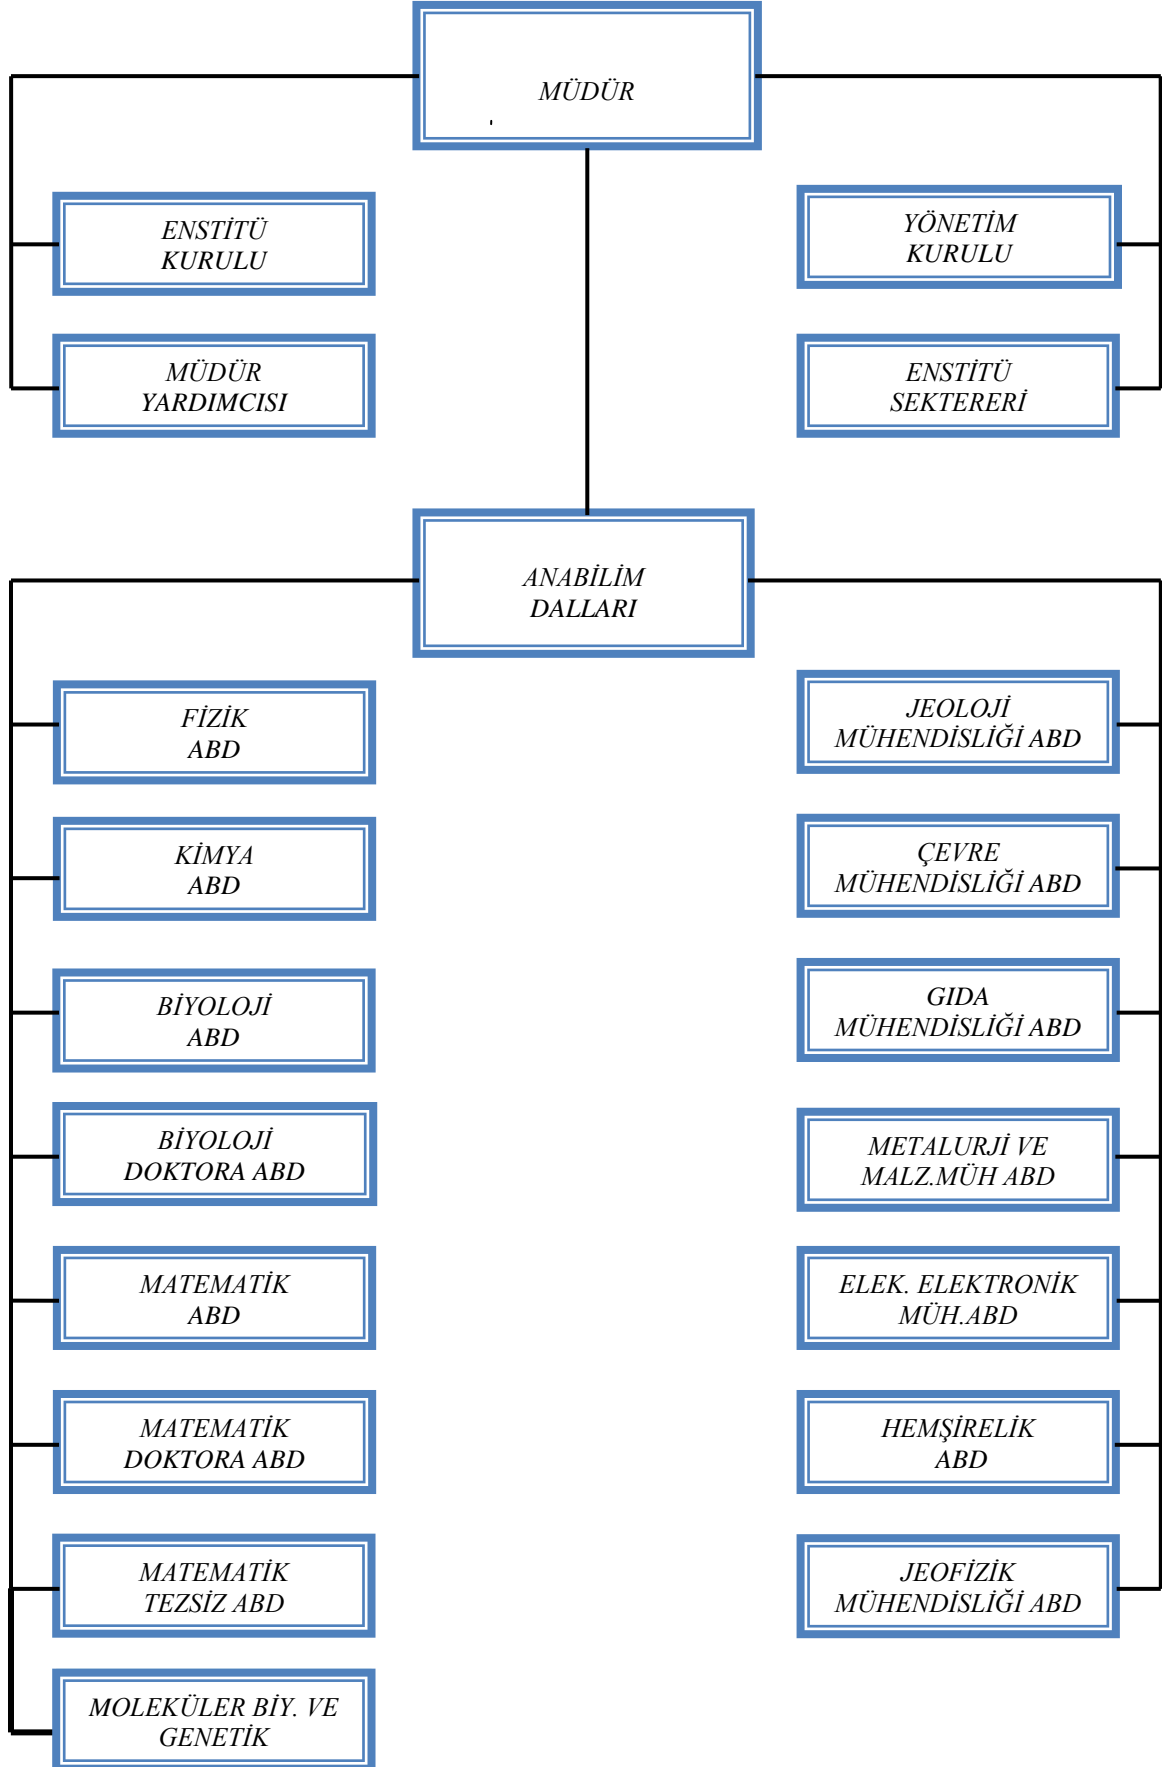 MÜDÜR
ENSTİTÜ
KURULU
YÖNETİM
KURULU
MÜDÜR
YARDIMCISI
ENSTİTÜ
SEKTERERİ
ANABİLİM
DALLARI
FİZİK
ABD
JEOLOJİ
MÜHENDİSLİĞİ ABD
KİMYA
ABD
ÇEVRE
MÜHENDİSLİĞİ ABD
BİYOLOJİ
ABD
GIDA
MÜHENDİSLİĞİ ABD
BİYOLOJİ
DOKTORA ABD
METALURJİ VE
MALZ.MÜH ABD
MATEMATİK
ABD
ELEK. ELEKTRONİK
MÜH.ABD
MATEMATİK
DOKTORA ABD
HEMŞİRELİK
ABD
MATEMATİK
TEZSİZ ABD
JEOFİZİK
MÜHENDİSLİĞİ ABD
MOLEKÜLER BİY. VE
GENETİK